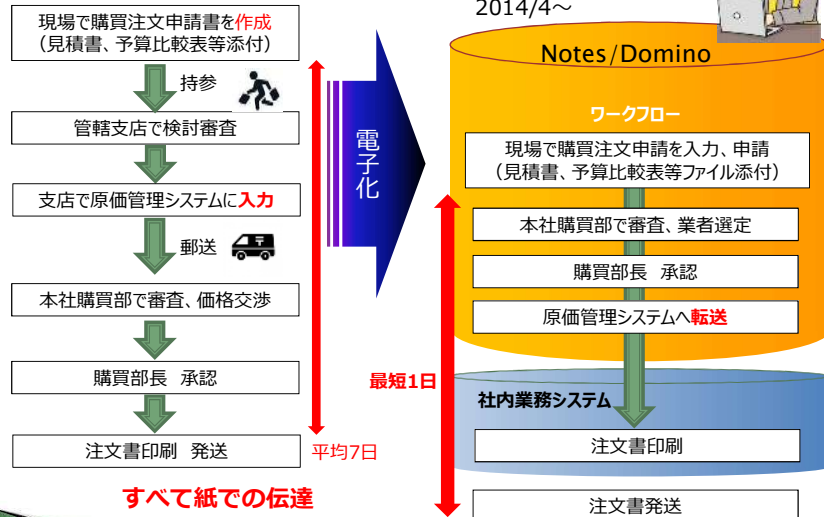 現場で購買注文申請書を作成
（見積書、予算比較表等添付）
持参
管轄支店で検討審査
支店で原価管理システムに入力
郵送
本社購買部で審査、価格交渉
購買部長 承認
注文書印刷 発送
平均7日
すべて紙での伝達
電子化
2014/4～
Notes/Domino
ワークフロー
現場で購買注文申請を入力、申請
（見積書、予算比較表等ファイル添付）
本社購買部で審査、業者選定
購買部長 承認
原価管理システムへ転送
最短1日
社内業務システム
注文書印刷
注文書発送